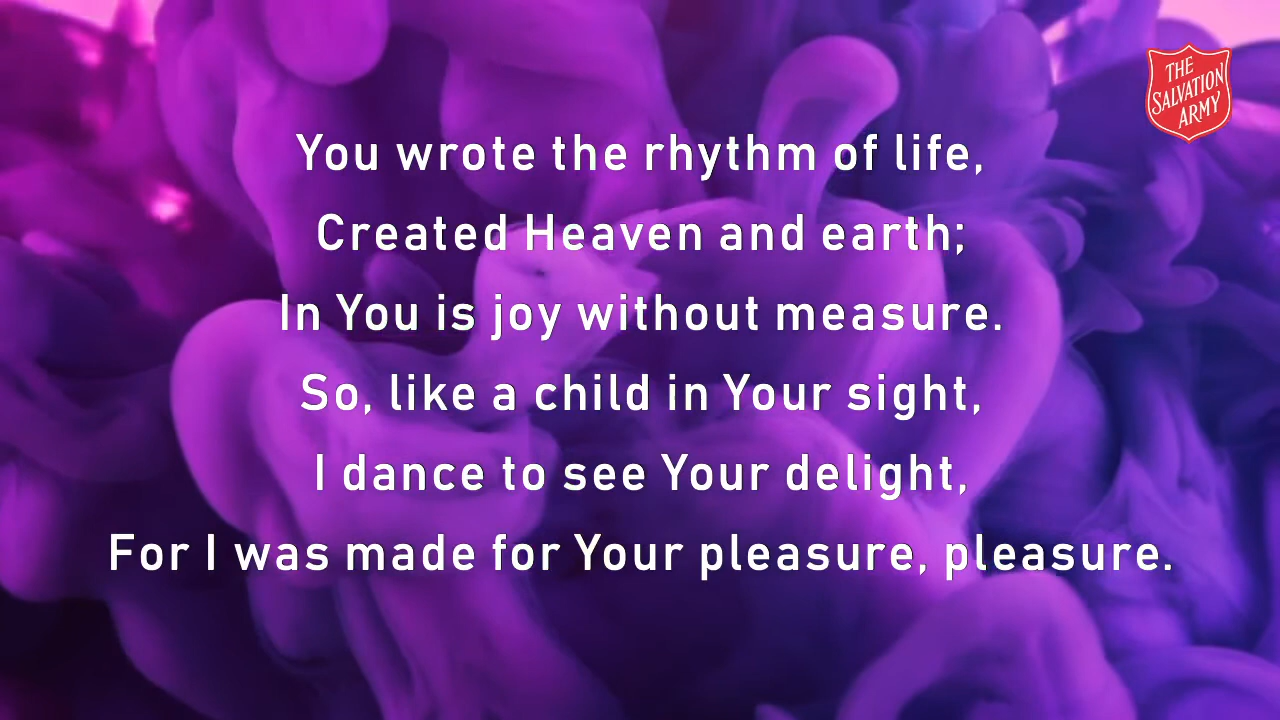 THE
SALVATION
ARMY
You wrote the rhythm of life,
Created Heaven and earth;
In You is joy without measure.
So, like a child in Your sight,
I dance to see Your delight,
For I was made for Your pleasure, pleasure.